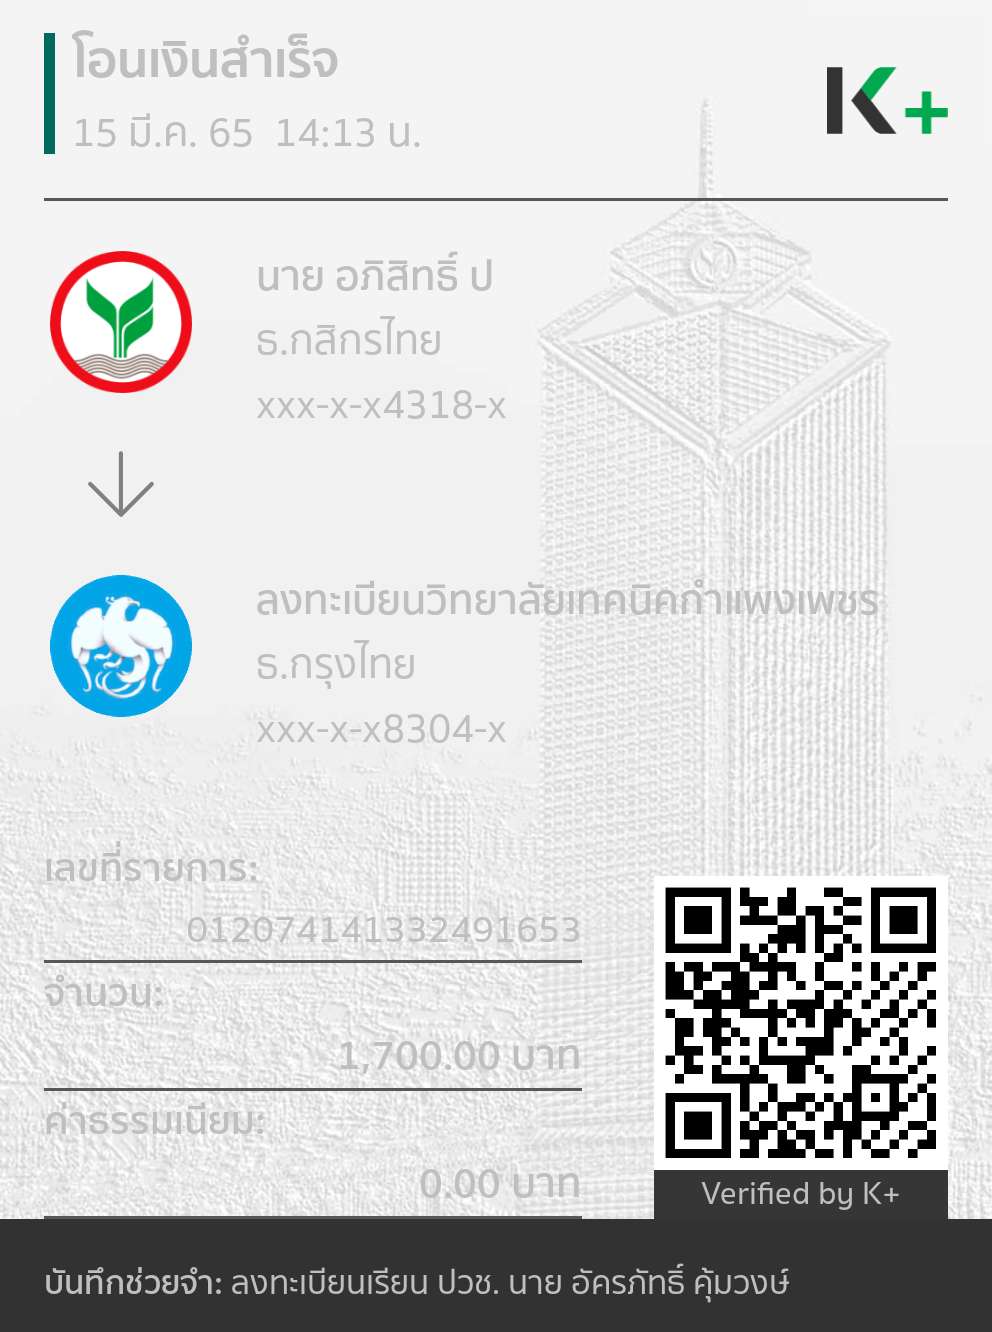 โอนเงินสำเร็จ
15 มี.ค. 65 14:13 น.
K+
นาย อภิสิทธิ์ ป
ธ.กสิกรไทย
xxx-x-x4318-x
ลงทะเบียนวิทยาลัยเทคนิคกำแพงเพชร
ธ.กรุงไทย
xxx-x-x8304-x
เลขที่รายการ:
012074141332491653
จำนวน:
1,700.00 บาท
ค่าธรรมเนียม:
0.00 บาท
Verified by K+
บันทึกช่วยจำ: ลงทะเบียนเรียน ปวช. นาย อัครภัทธิ์ คุ้มวงษ์